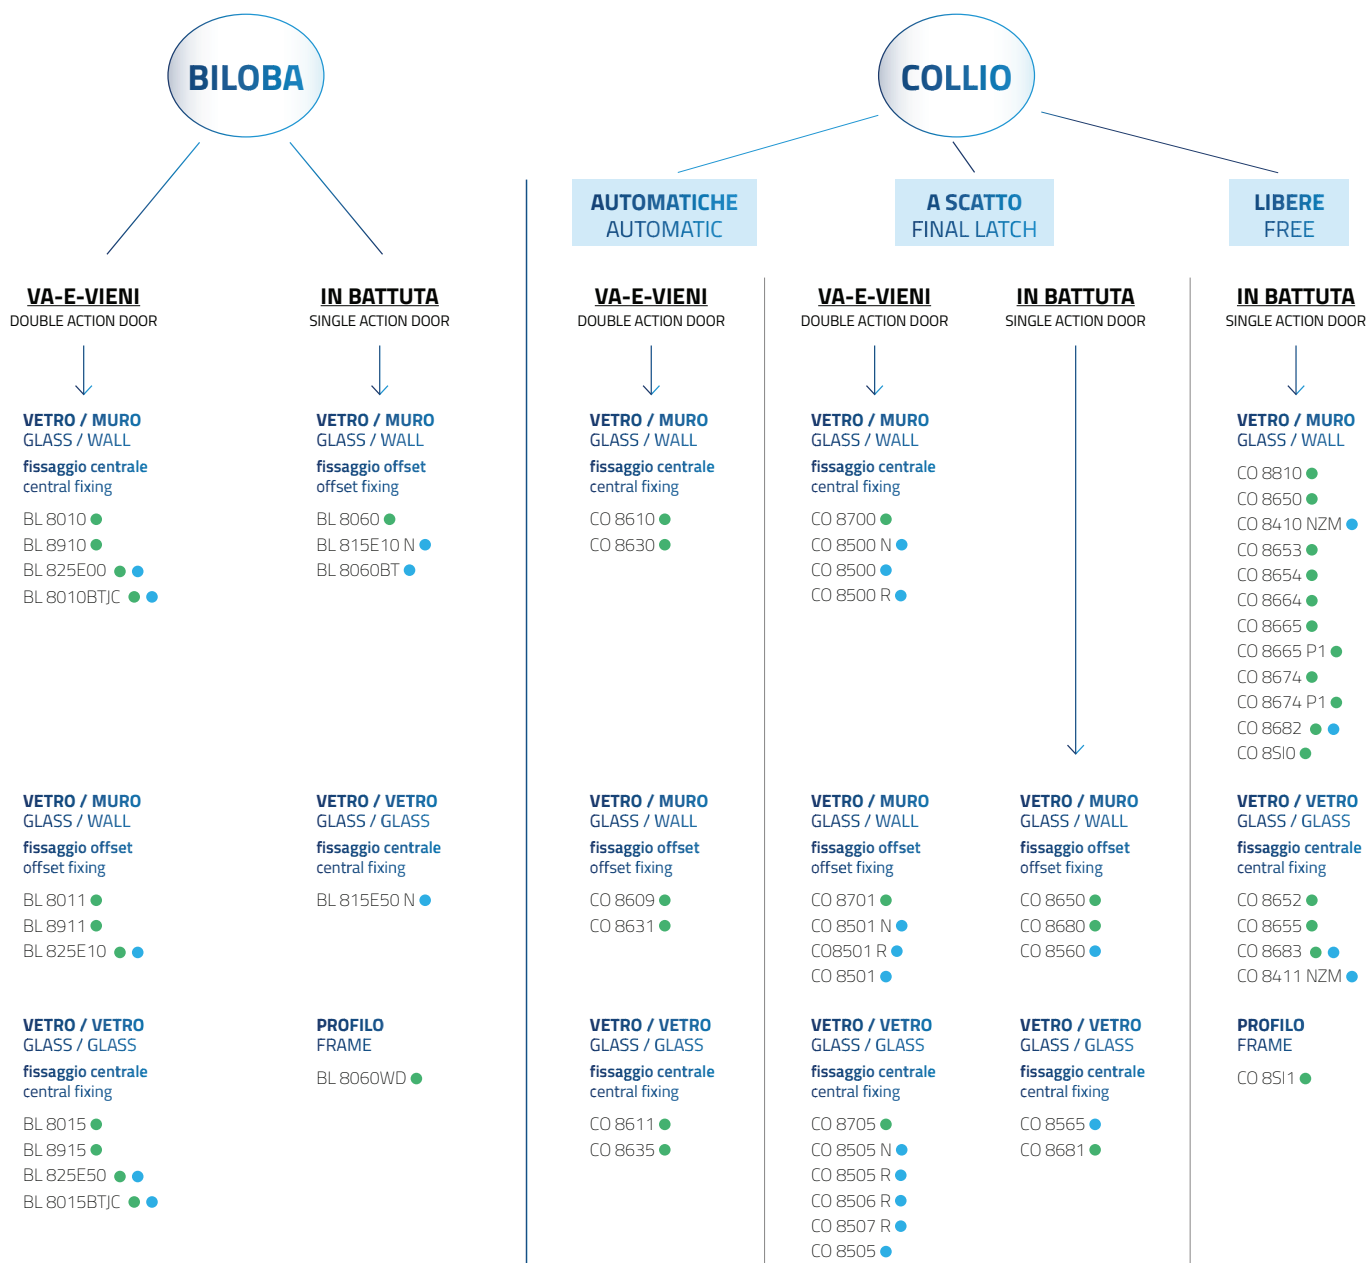 BILOBA
COLLIO
AUTOMATICHE
AUTOMATIC
A SCATTO
FINAL LATCH
LIBERE
FREE
VA-E-VIENI
DOUBLE ACTION DOOR
VETRO / MURO
GLASS / WALL
fissaggio centrale
central fixing
BL 8010
BL 8910
BL 825E00
BL 8010BTJC
VETRO / MURO
GLASS / WALL
fissaggio offset
offset fixing
BL 8011
BL 8911
BL 825E10
VETRO / VETRO
GLASS / GLASS
fissaggio centrale
central fixing
BL 8015
BL 8915
BL 825E50
BL 8015BTJC
IN BATTUTA
SINGLE ACTION DOOR
VETRO / MURO
GLASS / WALL
fissaggio offset
offset fixing
BL 8060
BL 815E10 N
BL 8060BT
VETRO / VETRO
GLASS / GLASS
fissaggio centrale
central fixing
BL 815E50 N
PROFILO
FRAME
BL 8060WD
VA-E-VIENI
DOUBLE ACTION DOOR
VETRO / MURO
GLASS / WALL
fissaggio centrale
central fixing
CO 8610
CO 8630
VETRO / MURO
GLASS / WALL
fissaggio offset
offset fixing
CO 8609
CO 8631
VETRO / VETRO
GLASS / GLASS
fissaggio centrale
central fixing
CO 8611
CO 8635
VA-E-VIENI
DOUBLE ACTION DOOR
VETRO / MURO
GLASS / WALL
fissaggio centrale
central fixing
CO 8700
CO 8500 N
CO 8500
CO 8500 R
VETRO / MURO
GLASS / WALL
fissaggio offset
offset fixing
CO 8701
CO 8501 N
CO8501 R
CO 8501
VETRO / VETRO
GLASS / GLASS
fissaggio centrale
central fixing
CO 8705
CO 8505 N
CO 8505 R
CO 8506 R
CO 8507 R
CO 8505
IN BATTUTA
SINGLE ACTION DOOR
VETRO / MURO
GLASS / WALL
fissaggio offset
offset fixing
CO 8650
CO 8680
CO 8560
VETRO / VETRO
GLASS / GLASS
fissaggio centrale
central fixing
CO 8565
CO 8681
IN BATTUTA
SINGLE ACTION DOOR
VETRO / MURO
GLASS / WALL
CO 8810
CO 8650
CO 8410 NZM
CO 8653
CO 8654
CO 8664
CO 8665
CO 8665 P1
CO 8674
CO 8674 P1
CO 8682
CO 8SI0
VETRO / VETRO
GLASS / GLASS
fissaggio centrale
central fixing
CO 8652
CO 8655
CO 8683
CO 8411 NZM
PROFILO
FRAME
CO 8SI1